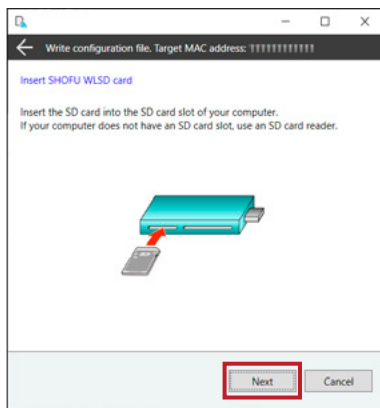 Write configuration file. Target MAC address: 111111111111
Insert SHOFU WLSD card
Insert the SD card into the SD card slot of your computer.
If your computer does not have an SD card slot, use an SD card reader.
Next
Cancel